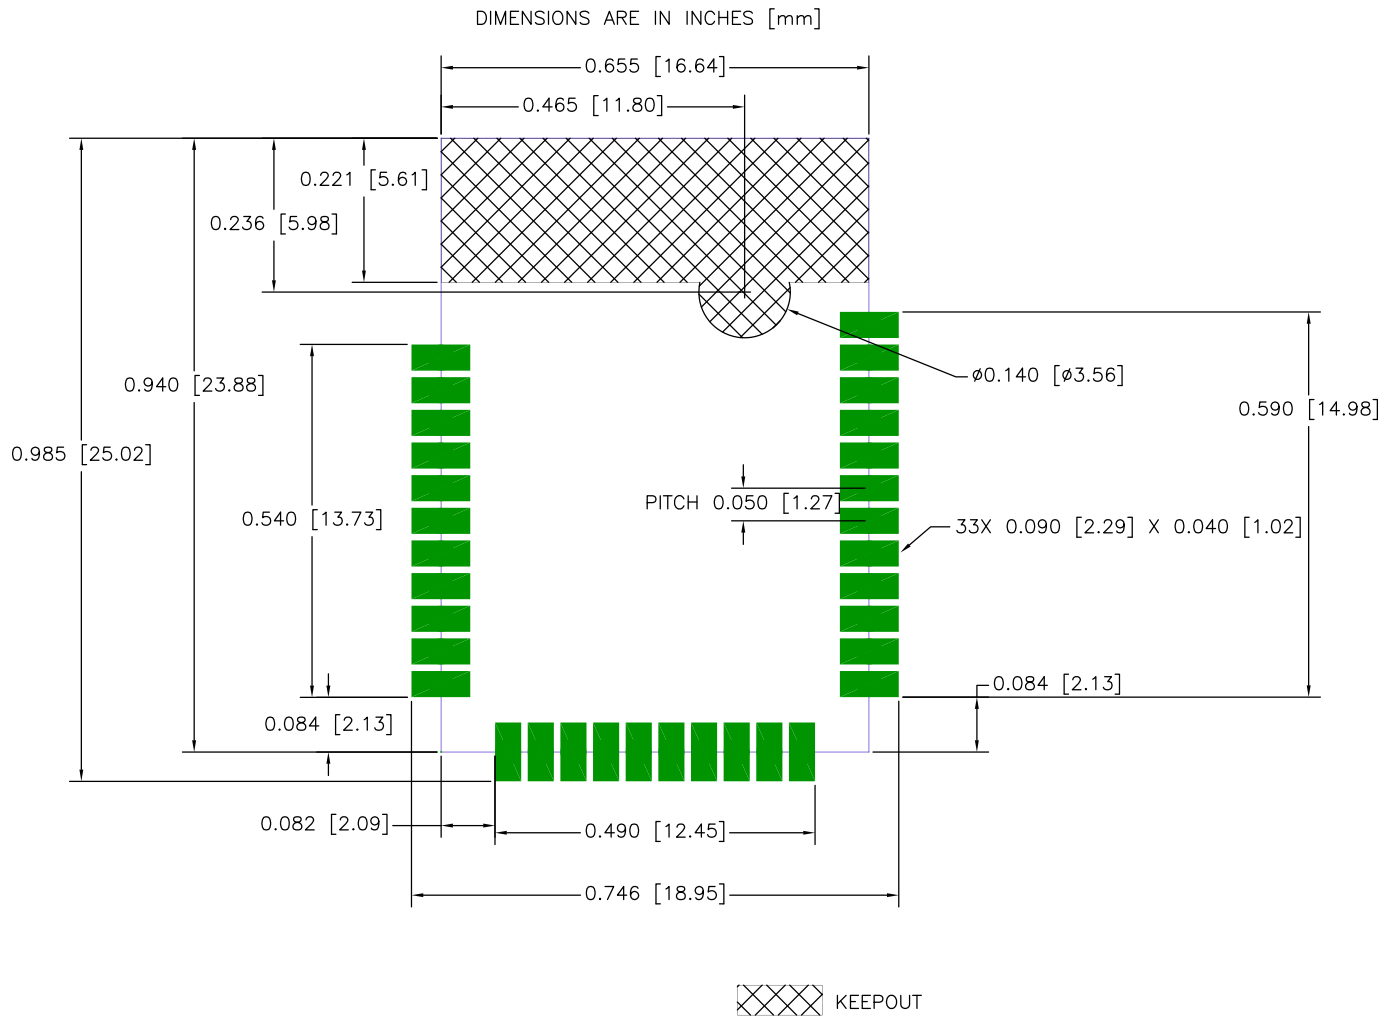 DIMENSIONS ARE IN INCHES [mm]
0.655 [16.64]
0.465 [11.80]
0.221 [5.61]
0.236 [5.98]
0.940 [23.88]
ø0.140 [ø3.56]
0.590 [14.98]
0.985 [25.02]
PITCH 0.050 [1.27]
0.540 [13.73]
33X 0.090 [2.29] X 0.040 [1.02]
0.084 [2.13]
0.084 [2.13]
0.082 [2.09]
0.490 [12.45]
0.746 [18.95]
KEEPOUT